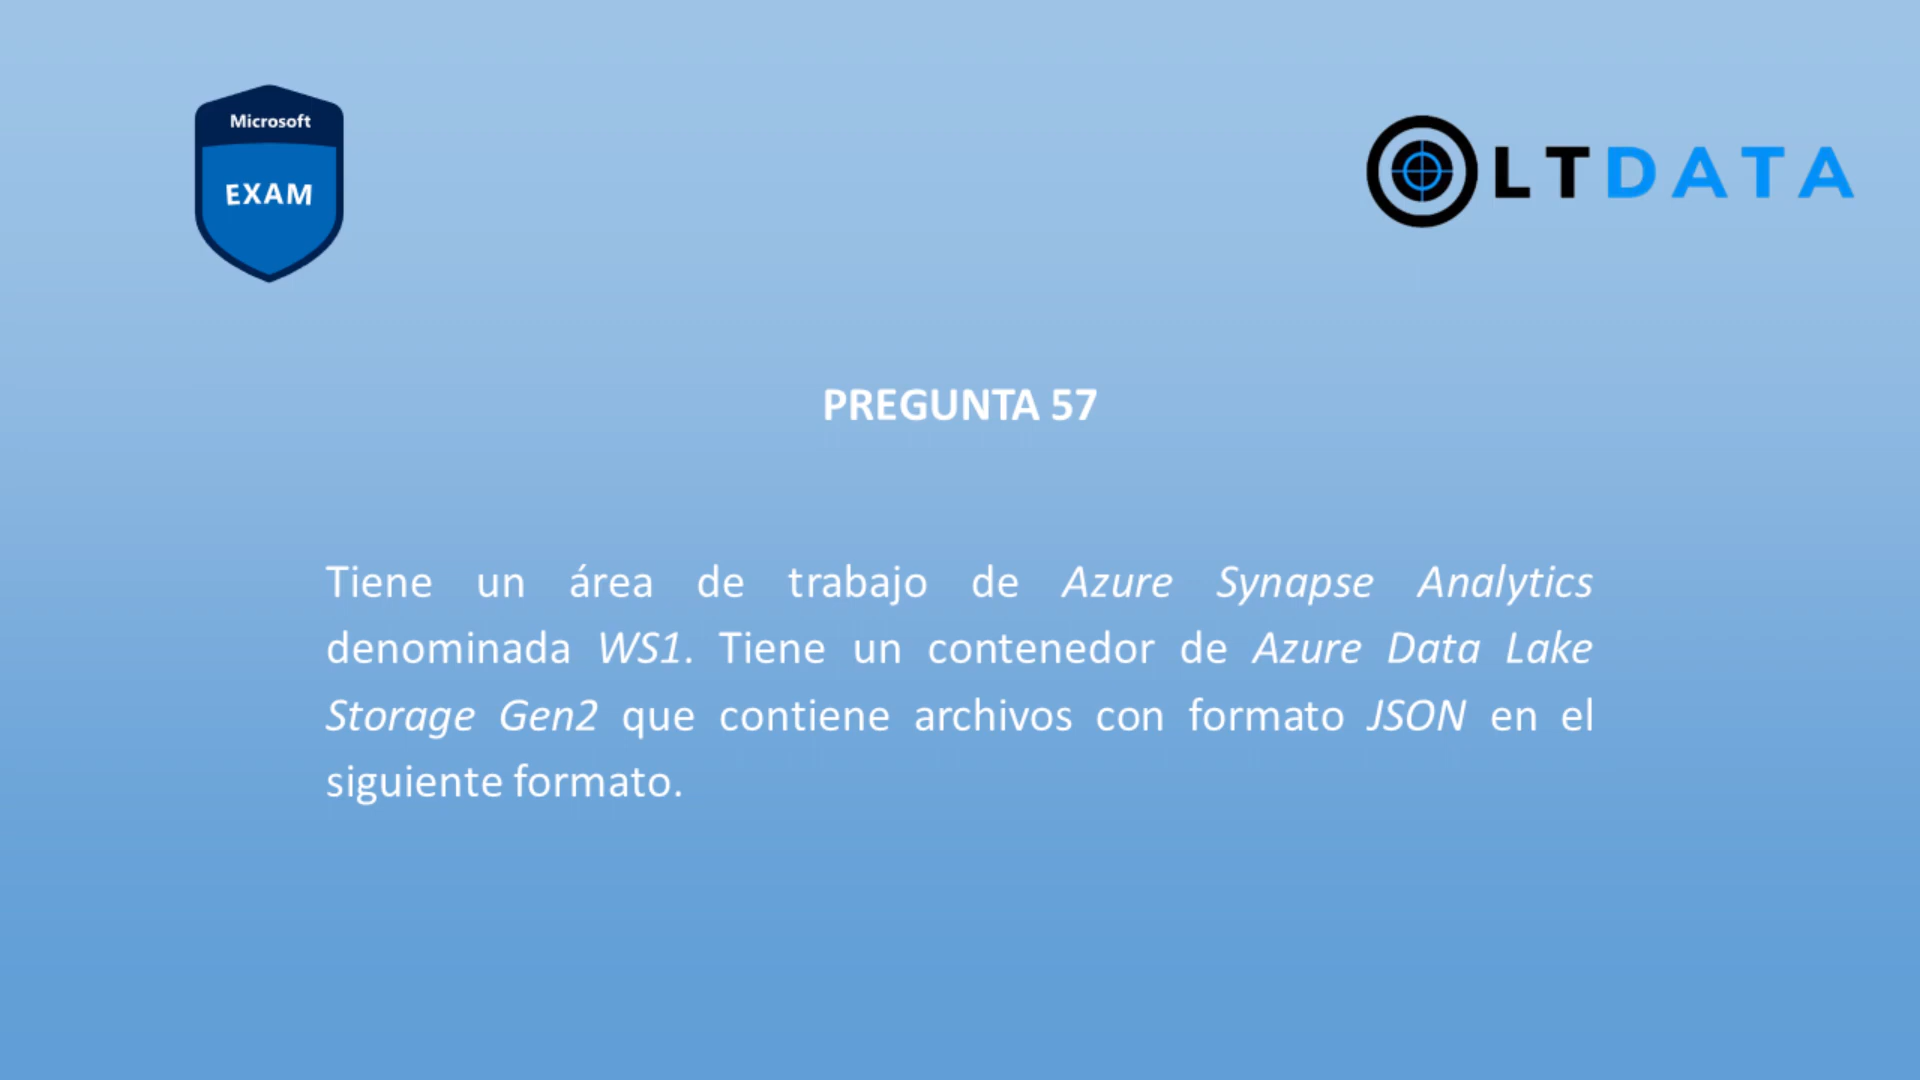 Microsoft
EXAM
LTDATA
PREGUNTA 57
Tiene un área de trabajo de Azure Synapse Analytics
denominada WS1. Tiene un contenedor de Azure Data Lake
Storage Gen2 que contiene archivos con formato JSON en el
siguiente formato.